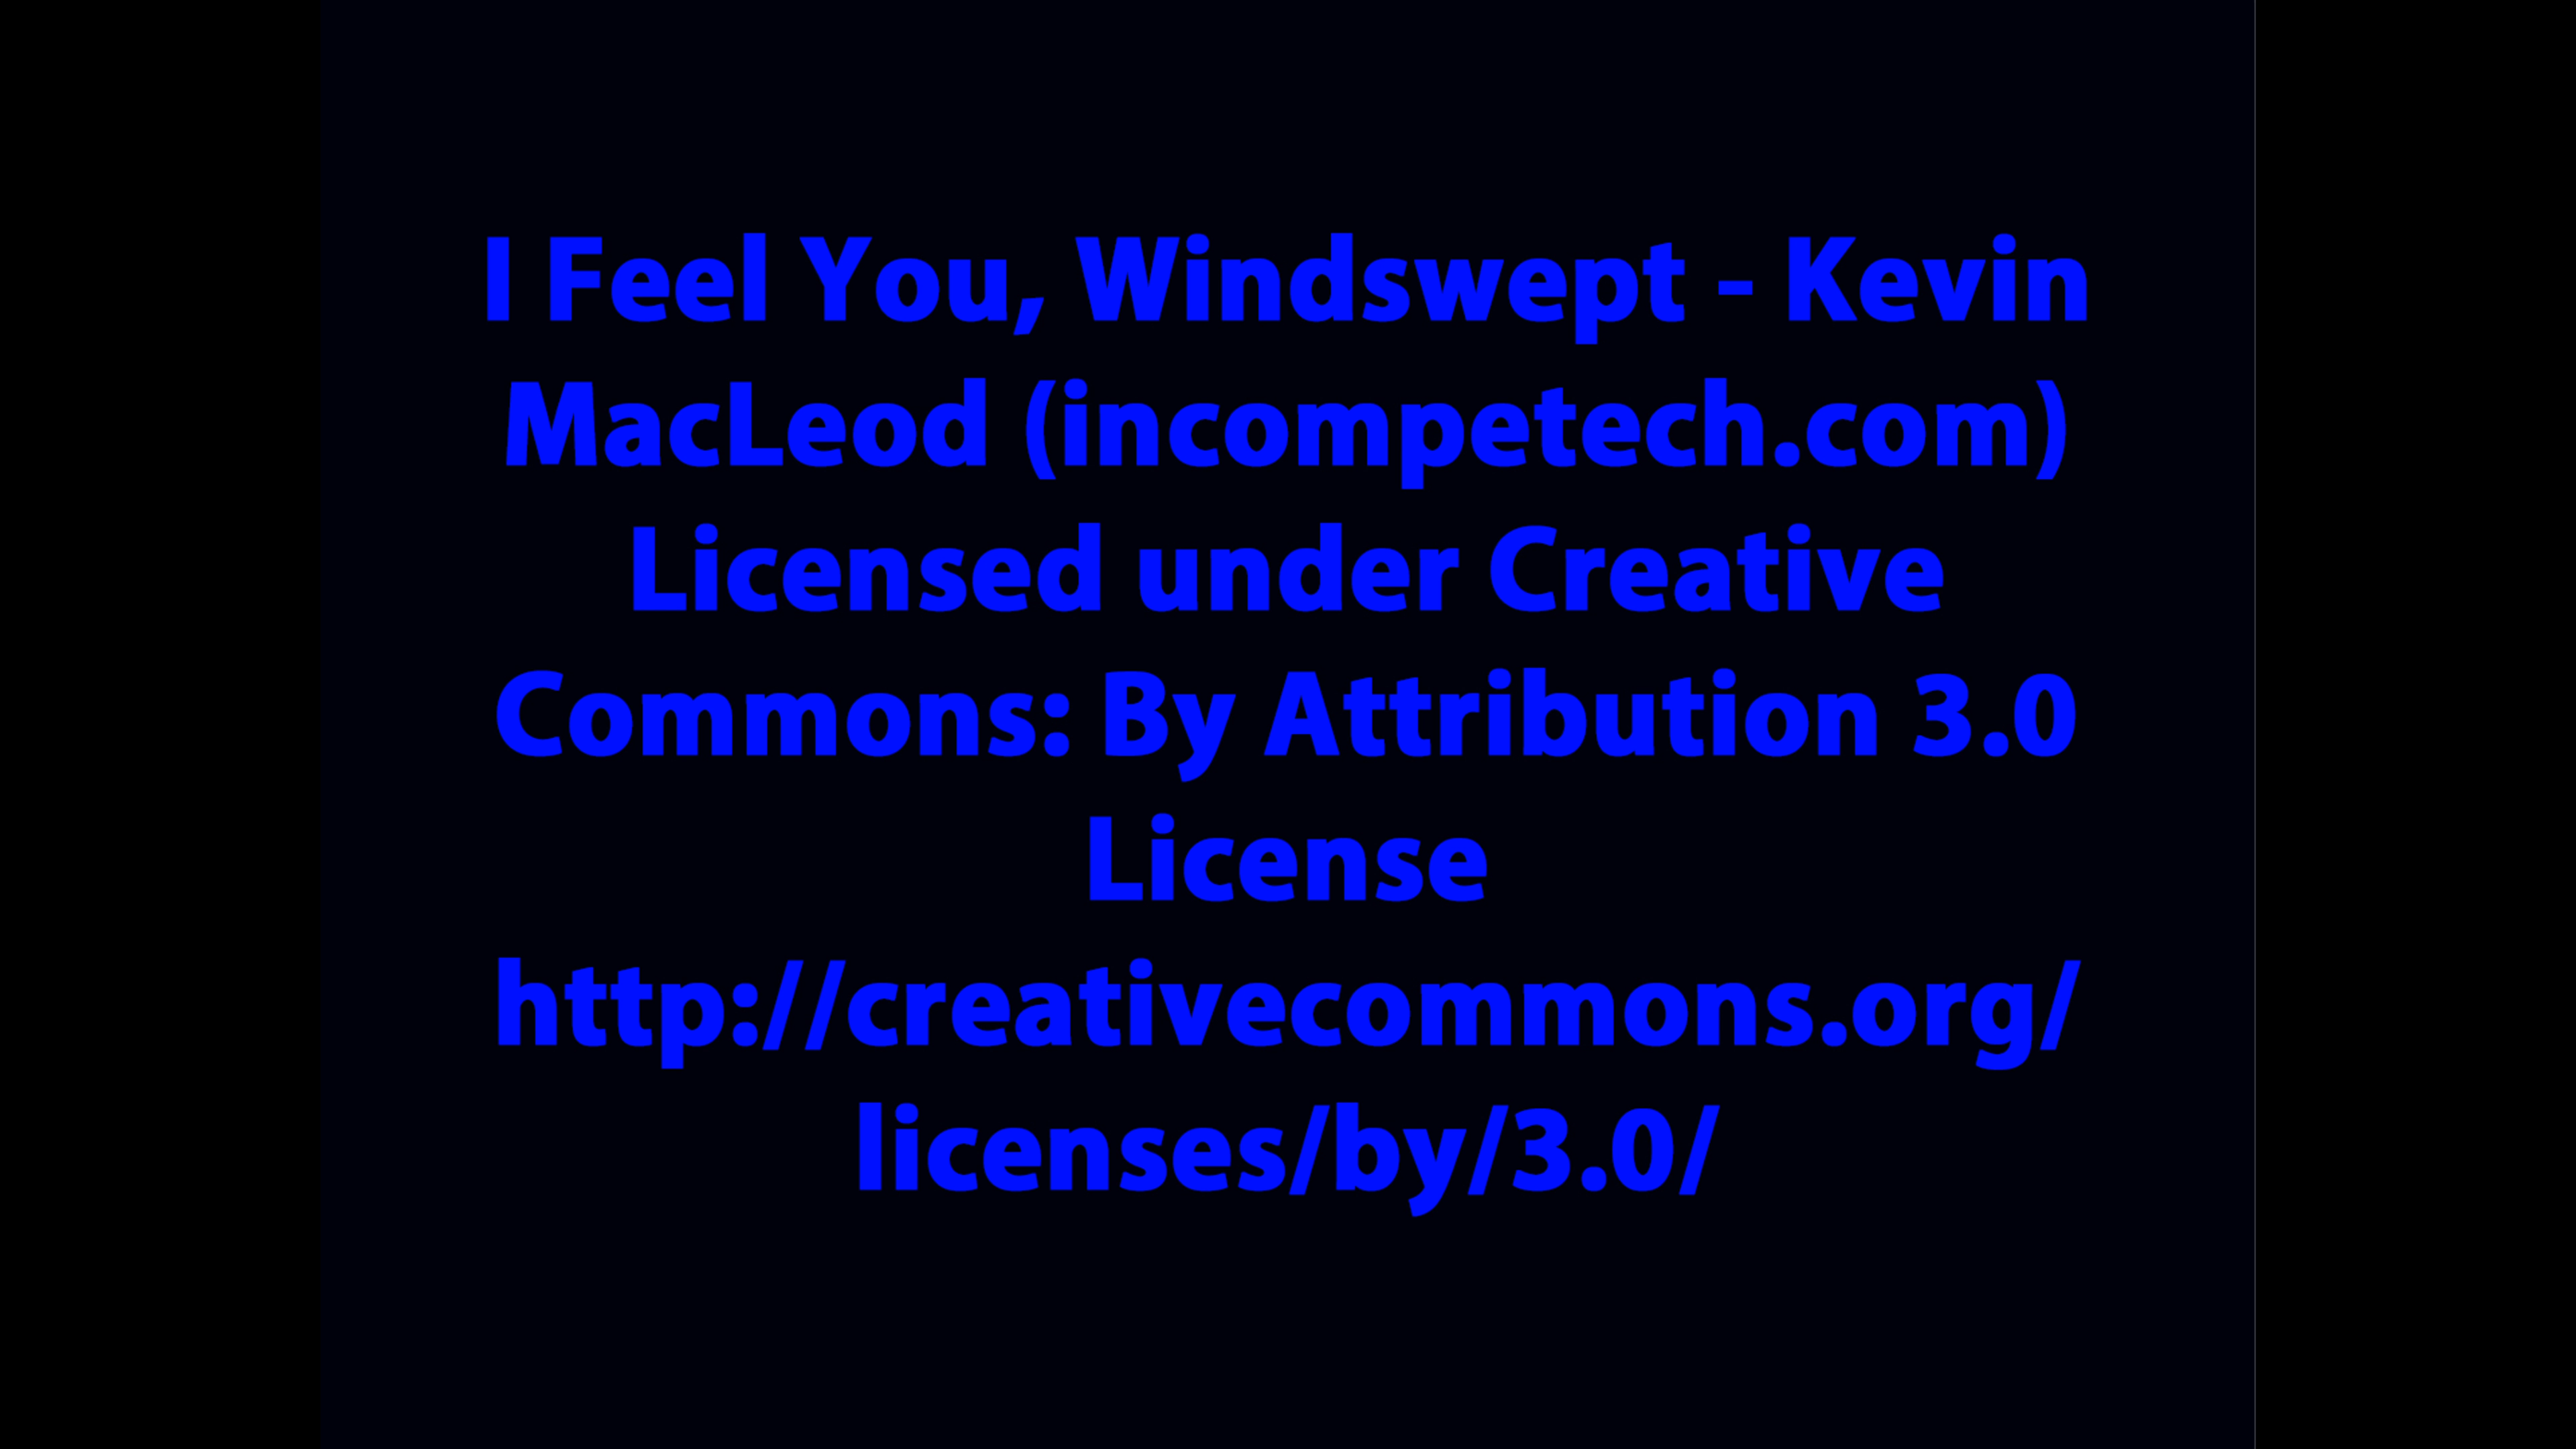 I Feel You, Windswept - Kevin
MacLeod (incompetech.com)
Licensed under Creative
Commons: By Attribution 3.0
License
http://creativecommons.org/
licenses/by/3.0/